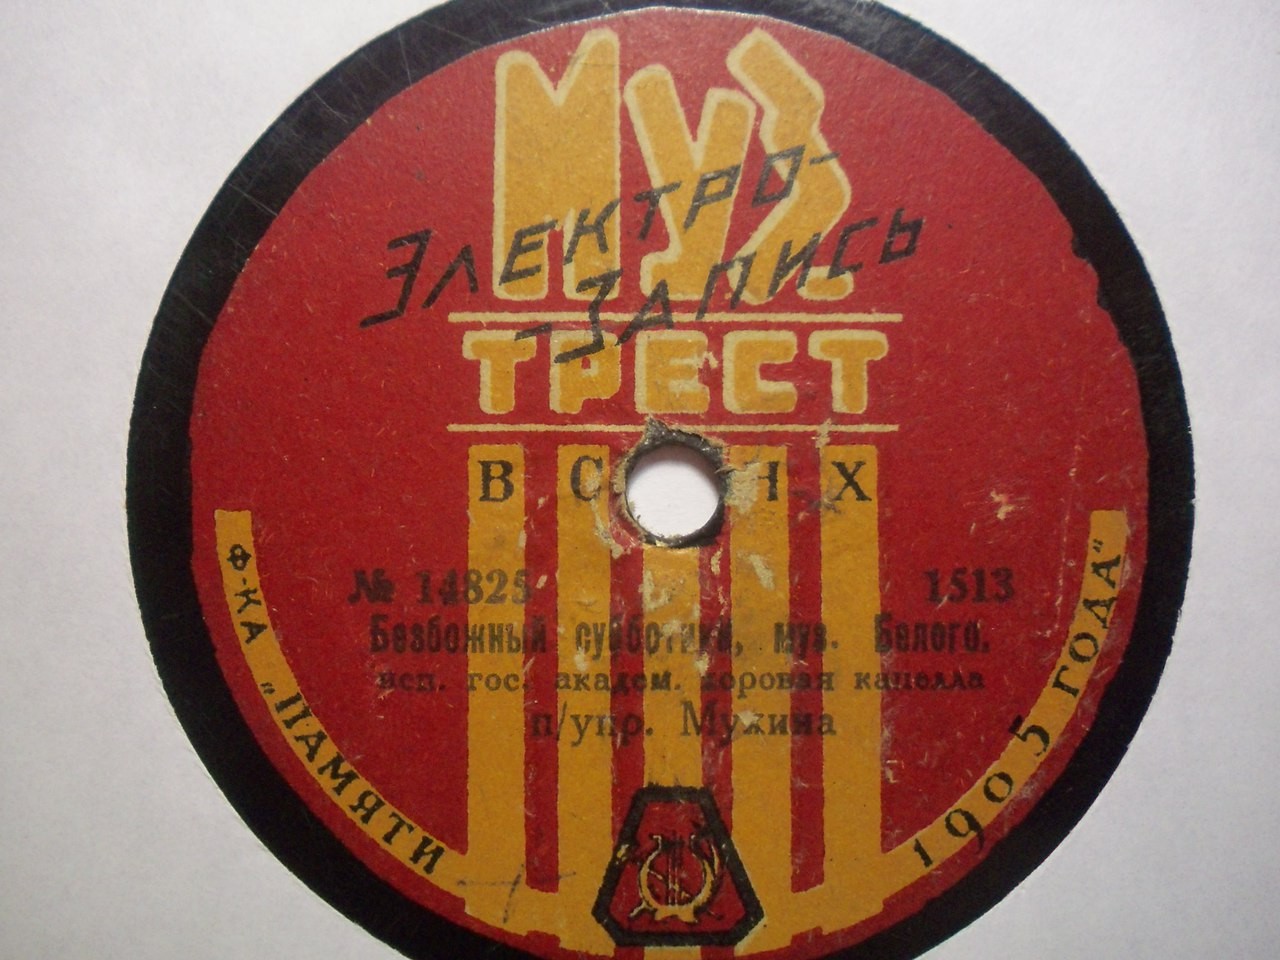 МУЗ
ЭЛЕКТРО-
-ЗАПИСЬ
ТРЕСТ
ВСНХ
№ 14825 1513
Безбожный субботник, муз. Белого.
исп. гос. академ. хоровая капелла
п/упр. Мухина
Ф-КА „ПАМЯТИ 1905 ГОДА"